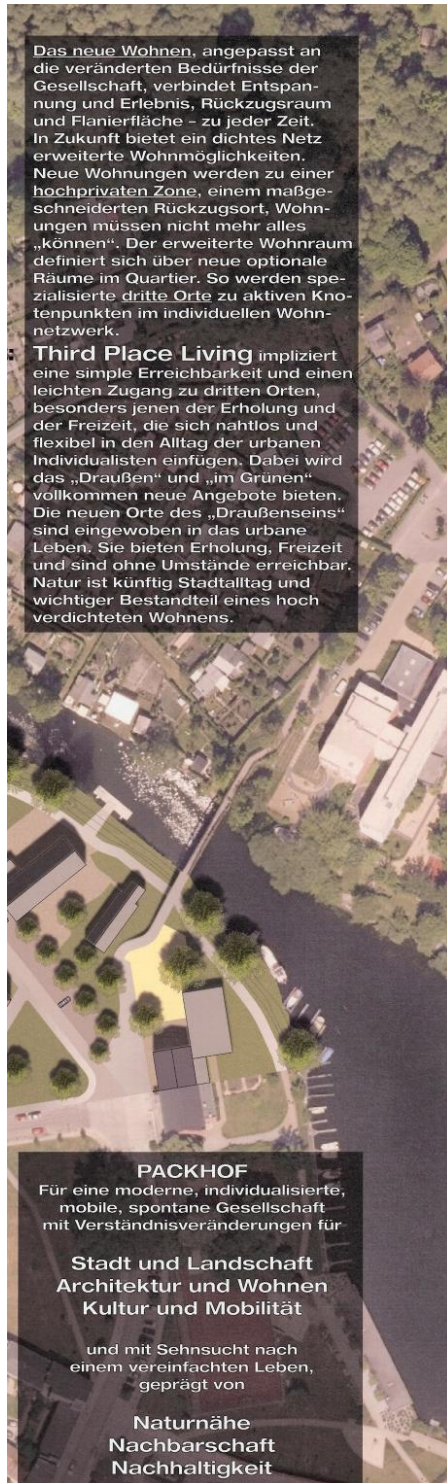 Das neue Wohnen, angepasst an
die veränderten Bedürfnisse der
Gesellschaft, verbindet Entspan-
nung und Erlebnis, Rückzugsraum
und Flanierfläche – zu jeder Zeit.
In Zukunft bietet ein dichtes Netz
erweiterte Wohnmöglichkeiten.
Neue Wohnungen werden zu einer
hochprivaten Zone, einem maßge-
schneiderten Rückzugsort, Wohn-
ungen müssen nicht mehr alles
„können“. Der erweiterte Wohnraum
definiert sich über neue optionale
Räume im Quartier. So werden spe-
zialisierte dritte Orte zu aktiven Kno-
tenpunkten im individuellen Wohn-
netzwerk.
Third Place Living impliziert
eine simple Erreichbarkeit und einen
leichten Zugang zu dritten Orten,
besonders jenen der Erholung und
der Freizeit, die sich nahtlos und
flexibel in den Alltag der urbanen
Individualisten einfügen. Dabei wird
das „Draußen“ und „im Grünen“
vollkommen neue Angebote bieten.
Die neuen Orte des „Draußenseins“
sind eingewoben in das urbane
Leben. Sie bieten Erholung, Freizeit
und sind ohne Umstände erreichbar.
Natur ist künftig Stadtalltag und
wichtiger Bestandteil eines hoch
verdichteten Wohnens.
PACKHOF
Für eine moderne, individualisierte,
mobile, spontane Gesellschaft
mit Verständnisveränderungen für
Stadt und Landschaft
Architektur und Wohnen
Kultur und Mobilität
und mit Sehnsucht nach
einem vereinfachten Leben,
geprägt von
Naturnähe
Nachbarschaft
Nachhaltigkeit